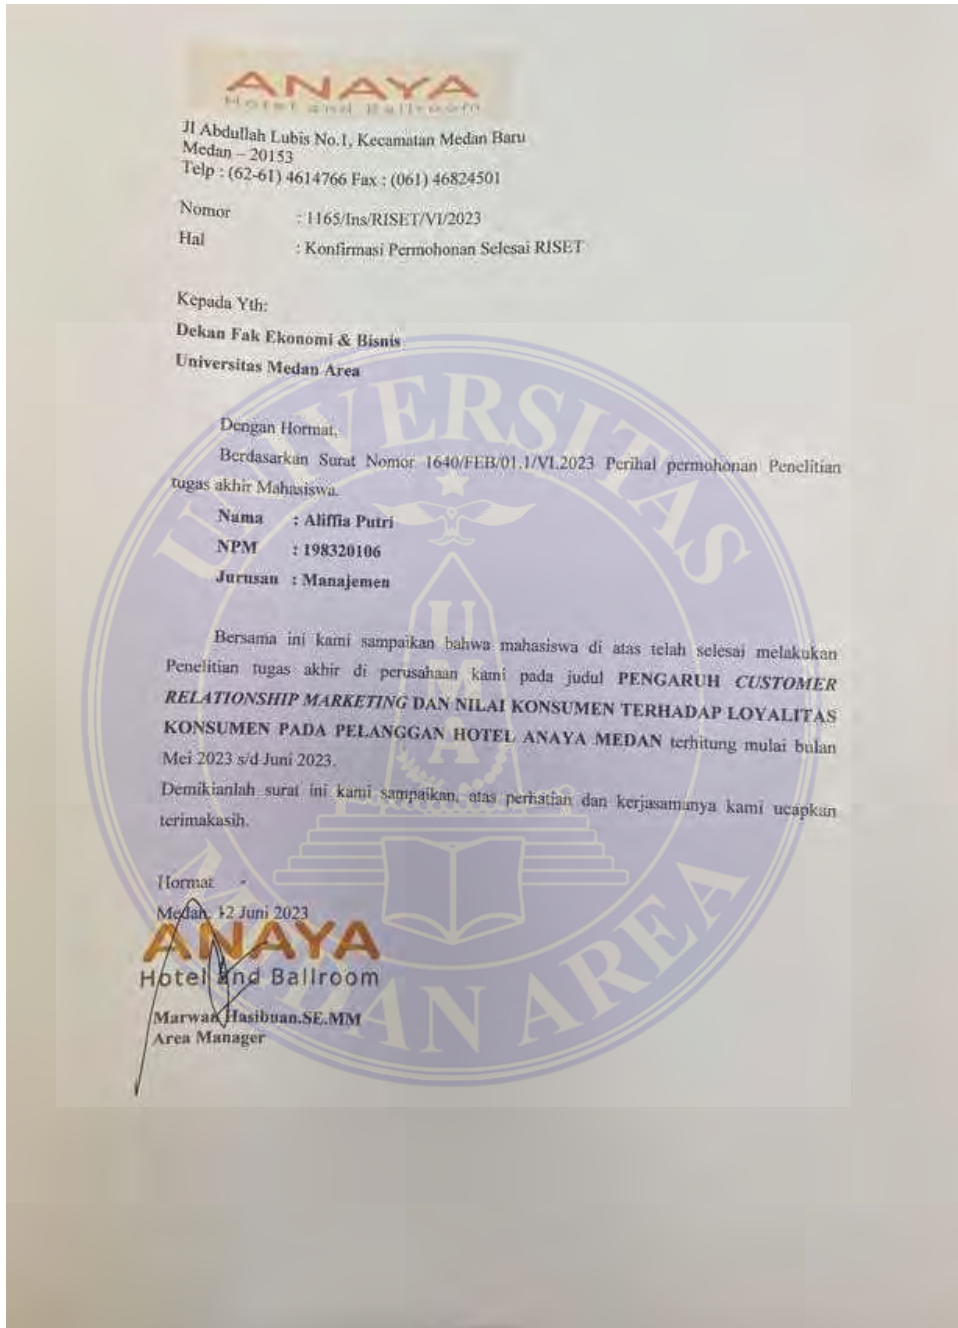 ANAYA
Hotel and Ballroom
Jl Abdullah Lubis No.1, Kecamatan Medan Baru
Medan – 20153
Telp : (62-61) 4614766 Fax : (061) 46824501
Nomor : 1165/Ins/RISET/VI/2023
Hal : Konfirmasi Permohonan Selesai RISET
Kepada Yth:
Dekan Fak Ekonomi & Bisnis
Universitas Medan Area
Dengan Hormat,
Berdasarkan Surat Nomor 1640/FEB/01.1/VI.2023 Perihal permohonan Penelitian
tugas akhir Mahasiswa.
Nama : Aliffia Putri
NPM : 198320106
Jurusan : Manajemen
Bersama ini kami sampaikan bahwa mahasiswa di atas telah selesai melakukan
Penelitian tugas akhir di perusahaan kami pada judul PENGARUH CUSTOMER
RELATIONSHIP MARKETING DAN NILAI KONSUMEN TERHADAP LOYALITAS
KONSUMEN PADA PELANGGAN HOTEL ANAYA MEDAN terhitung mulai bulan
Mei 2023 s/d Juni 2023.
Demikianlah surat ini kami sampaikan, atas perhatian dan kerjasamanya kami ucapkan
terimakasih.
Hormat
Medan, 12 Juni 2023
ANAYA
Hotel and Ballroom
Marwan Hasibuan.SE.MM
Area Manager
UNIVERSITAS
UMA
MEDAN AREA